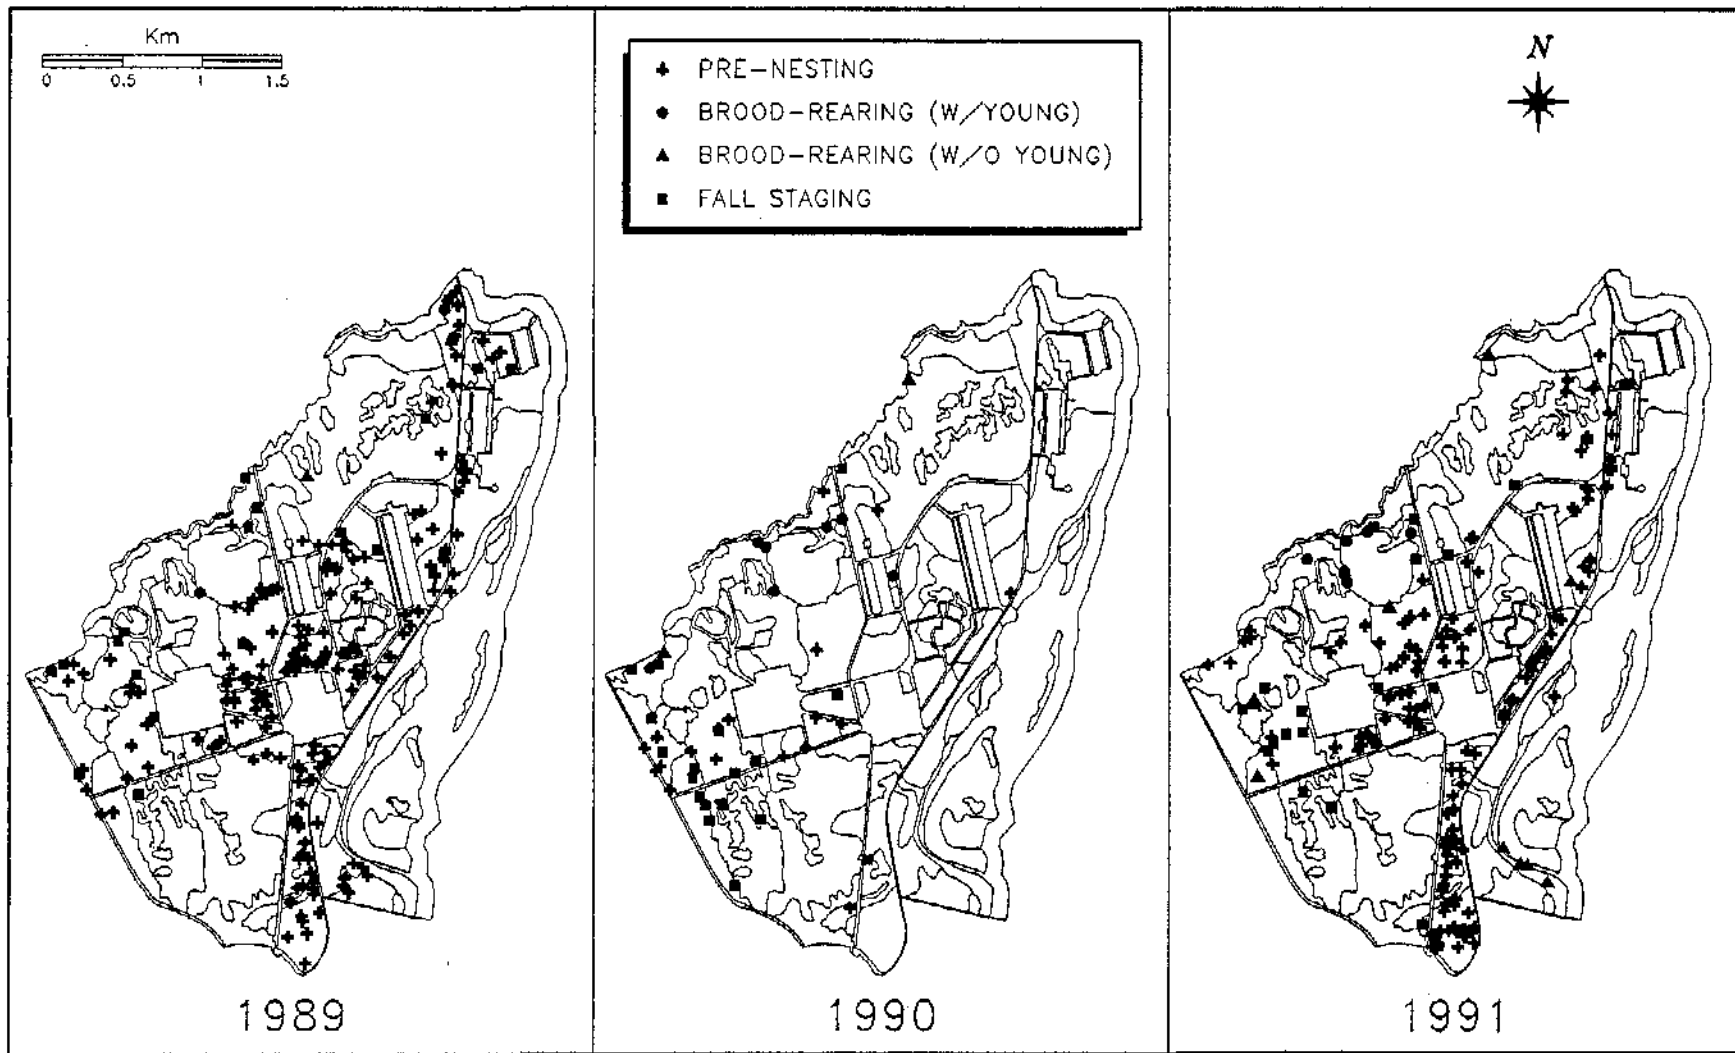 Km
0 0.5 1 1.5
PRE-NESTING
BROOD-REARING (W/YOUNG)
BROOD-REARING (W/O YOUNG)
FALL STAGING
N
1989
1990
1991